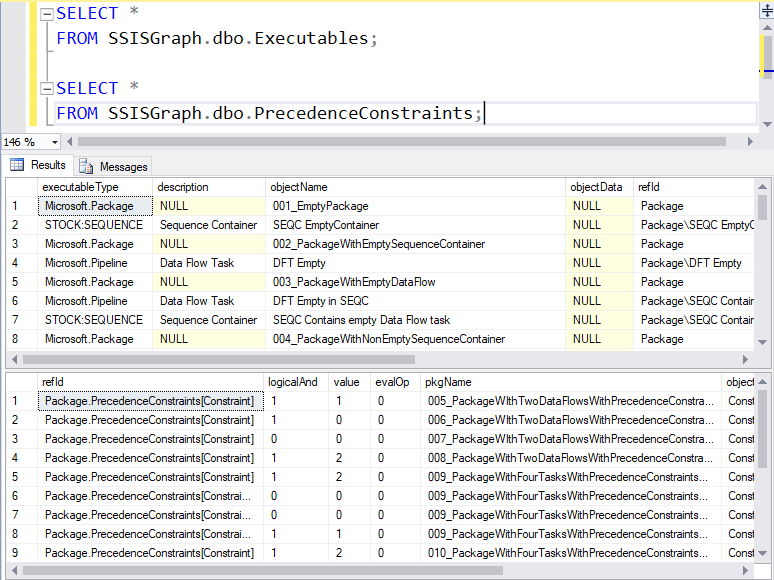 SELECT *
FROM SSISGraph.dbo.Executables;
SELECT *
FROM SSISGraph.dbo.PrecedenceConstraints;
146 %
Results Messages
executableType description objectName objectData refId
1 Microsoft.Package NULL 001_EmptyPackage NULL Package
2 STOCK:SEQUENCE Sequence Container SEQC EmptyContainer NULL Package\SEQC EmptyC
3 Microsoft.Package NULL 002_PackageWithEmptySequenceContainer NULL Package
4 Microsoft.Pipeline Data Flow Task DFT Empty NULL Package\DFT Empty
5 Microsoft.Package NULL 003_PackageWithEmptyDataFlow NULL Package
6 Microsoft.Pipeline Data Flow Task DFT Empty in SEQC NULL Package\SEQC Contain
7 STOCK:SEQUENCE Sequence Container SEQC Contains empty Data Flow task NULL Package\SEQC Contain
8 Microsoft.Package NULL 004_PackageWithNonEmptySequenceContainer NULL Package
refId logicalAnd value evalOp pkgName object
1 Package.PrecedenceConstraints[Constraint] 1 1 0 005_PackageWIthTwoDataFlowsWithPrecedenceConstra... Const
2 Package.PrecedenceConstraints[Constraint] 1 0 0 006_PackageWithTwoDataFlowsWithPrecedenceConstra... Const
3 Package.PrecedenceConstraints[Constraint] 0 0 0 007_PackageWIthTwoDataFlowsWithPrecedenceConstra... Const
4 Package.PrecedenceConstraints[Constraint] 1 2 0 008_PackageWithTwoDataFlowsWithPrecedenceConstra... Const
5 Package.PrecedenceConstraints[Constraint] 1 2 0 009_PackageWithFourTasksWithPrecedenceConstraints... Const
6 Package.PrecedenceConstraints[Constrai... 0 0 0 009_PackageWithFourTasksWithPrecedenceConstraints... Const
7 Package.PrecedenceConstraints[Constrai... 0 0 0 009_PackageWithFourTasksWithPrecedenceConstraints... Const
8 Package.PrecedenceConstraints[Constrai... 1 1 0 009_PackageWithFourTasksWithPrecedenceConstraints... Const
9 Package.PrecedenceConstraints[Constraint] 1 2 0 010_PackageWithFourTasksWithPrecedenceConstraints... Const